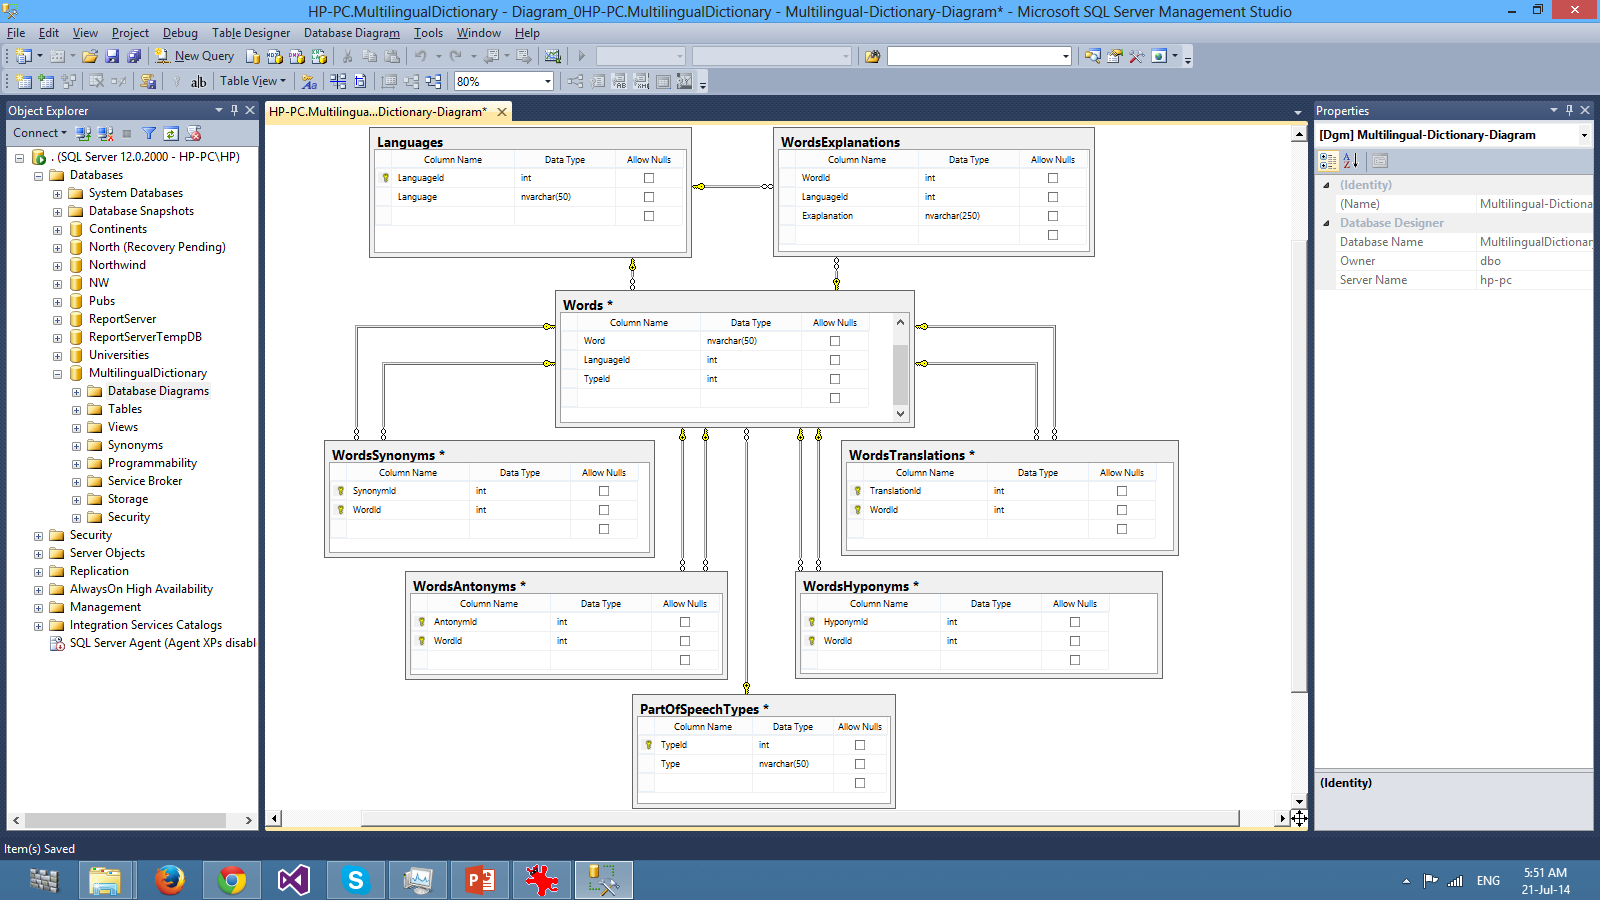 HP-PC.MultilingualDictionary - Diagram_0HP-PC.MultilingualDictionary - Multilingual-Dictionary-Diagram* - Microsoft SQL Server Management Studio
File Edit View Project Debug Table Designer Database Diagram Tools Window Help
New Query
Table View 80%
Object Explorer
Connect
. (SQL Server 12.0.2000 - HP-PC\HP)
Databases
System Databases
Database Snapshots
Continents
North (Recovery Pending)
Northwind
NW
Pubs
ReportServer
ReportServerTempDB
Universities
MultilingualDictionary
Database Diagrams
Tables
Views
Synonyms
Programmability
Service Broker
Storage
Security
Security
Server Objects
Replication
AlwaysOn High Availability
Management
Integration Services Catalogs
SQL Server Agent (Agent XPs disabl
HP-PC.Multilingua...Dictionary-Diagram*
Languages
Column Name Data Type Allow Nulls
LanguageId int
Language nvarchar(50)
WordsExplanations
Column Name Data Type Allow Nulls
WordId int
LanguageId int
Exaplanation nvarchar(250)
Words *
Column Name Data Type Allow Nulls
Word nvarchar(50)
LanguageId int
TypeId int
WordsSynonyms *
Column Name Data Type Allow Nulls
SynonymId int
WordId int
WordsTranslations *
Column Name Data Type Allow Nulls
TranslationId int
WordId int
WordsAntonyms *
Column Name Data Type Allow Nulls
AntonymId int
WordId int
WordsHyponyms *
Column Name Data Type Allow Nulls
HyponymId int
WordId int
PartOfSpeechTypes *
Column Name Data Type Allow Nulls
TypeId int
Type nvarchar(50)
Properties
[Dgm] Multilingual-Dictionary-Diagram
(Identity)
(Name) Multilingual-Dictiona
Database Designer
Database Name MultilingualDictionar
Owner dbo
Server Name hp-pc
(Identity)
Item(s) Saved
ENG
5:51 AM
21-Jul-14